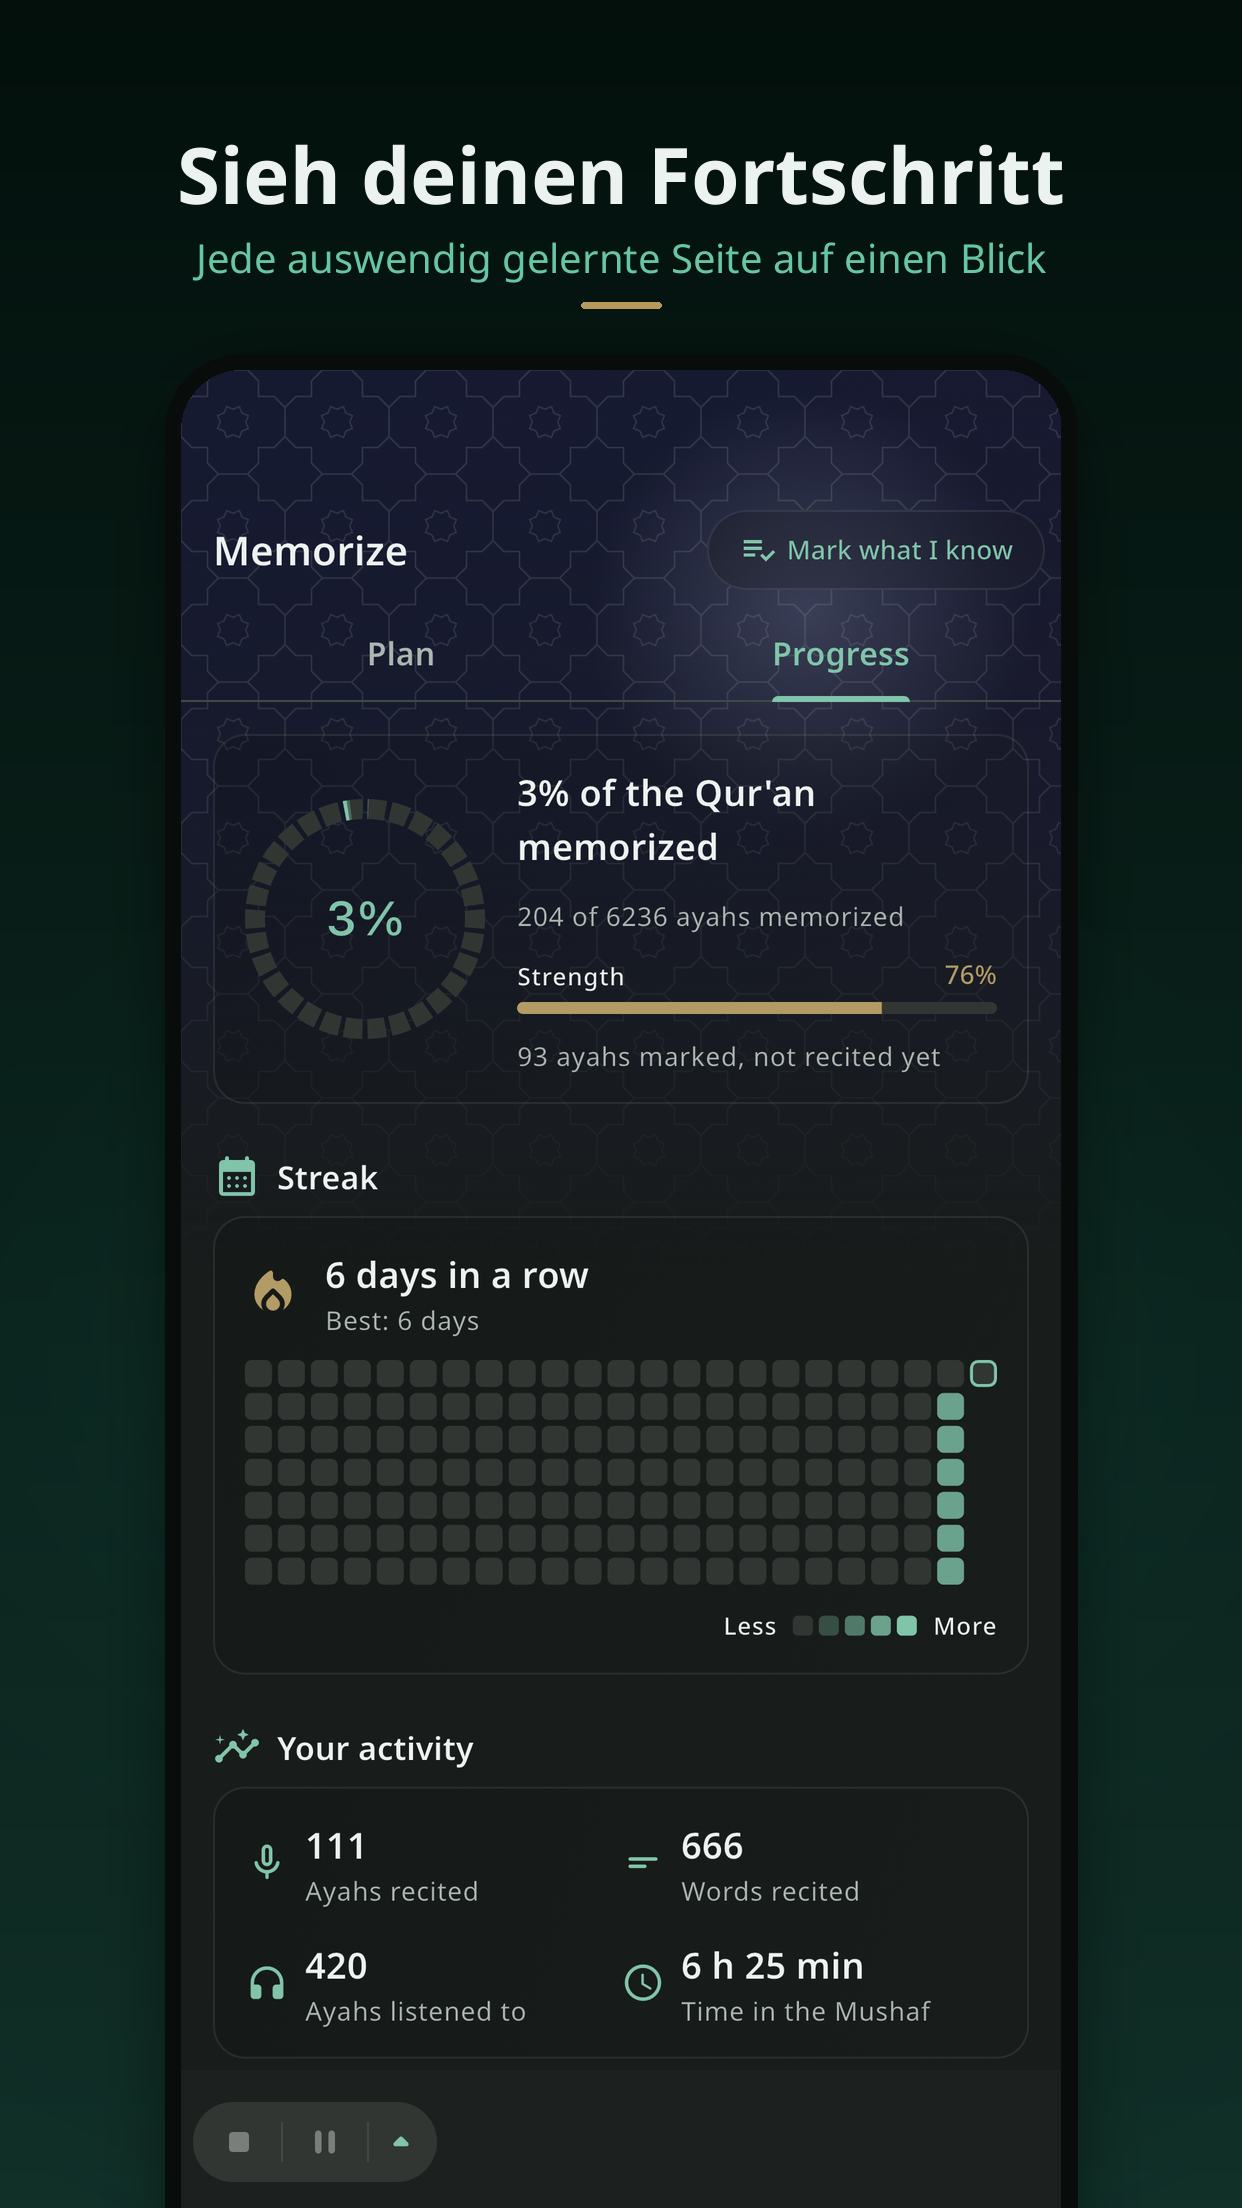 Sieh deinen Fortschritt
Jede auswendig gelernte Seite auf einen Blick
Memorize
Mark what I know
Plan
Progress
3%
3% of the Qur'an
memorized
204 of 6236 ayahs memorized
Strength
76%
93 ayahs marked, not recited yet
Streak
6 days in a row
Best: 6 days
Less
More
Your activity
111
Ayahs recited
666
Words recited
420
Ayahs listened to
6 h 25 min
Time in the Mushaf